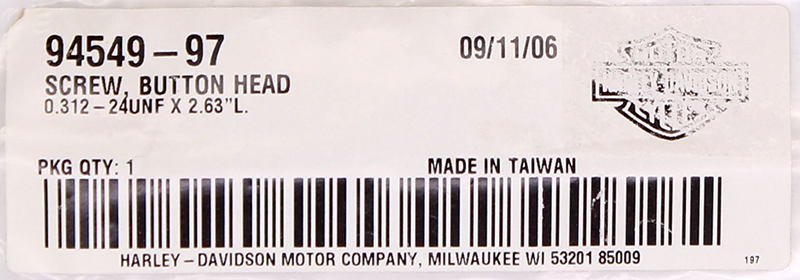 94549-97
09/11/06
SCREW, BUTTON HEAD
0.312-24UNF X 2.63"L.
PKG QTY: 1
MADE IN TAIWAN
HARLEY-DAVIDSON MOTOR COMPANY, MILWAUKEE WI 53201 85009
197